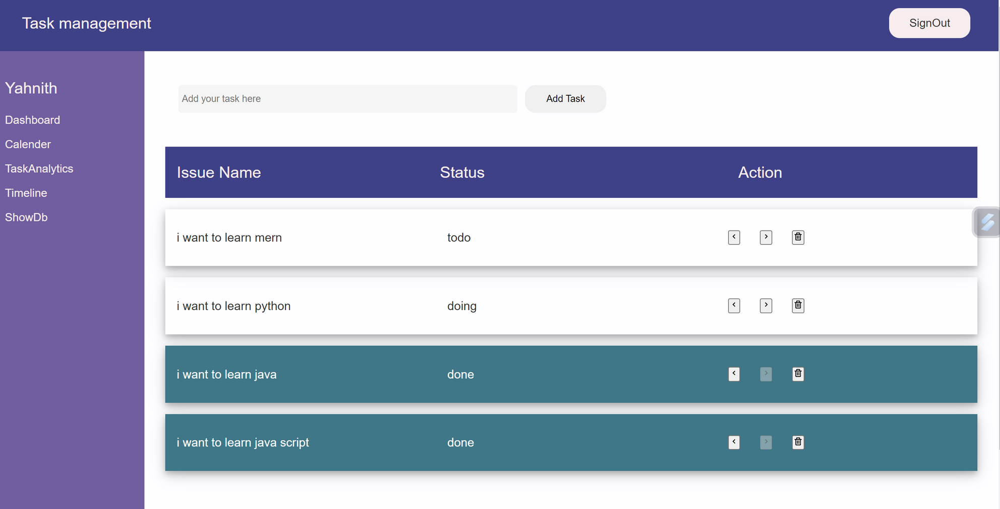 Task management
SignOut
Yahnith
Dashboard
Calender
TaskAnalytics
Timeline
ShowDb
Add your task here
Add Task
Issue Name Status Action
i want to learn mern todo
i want to learn python doing
i want to learn java done
i want to learn java script done